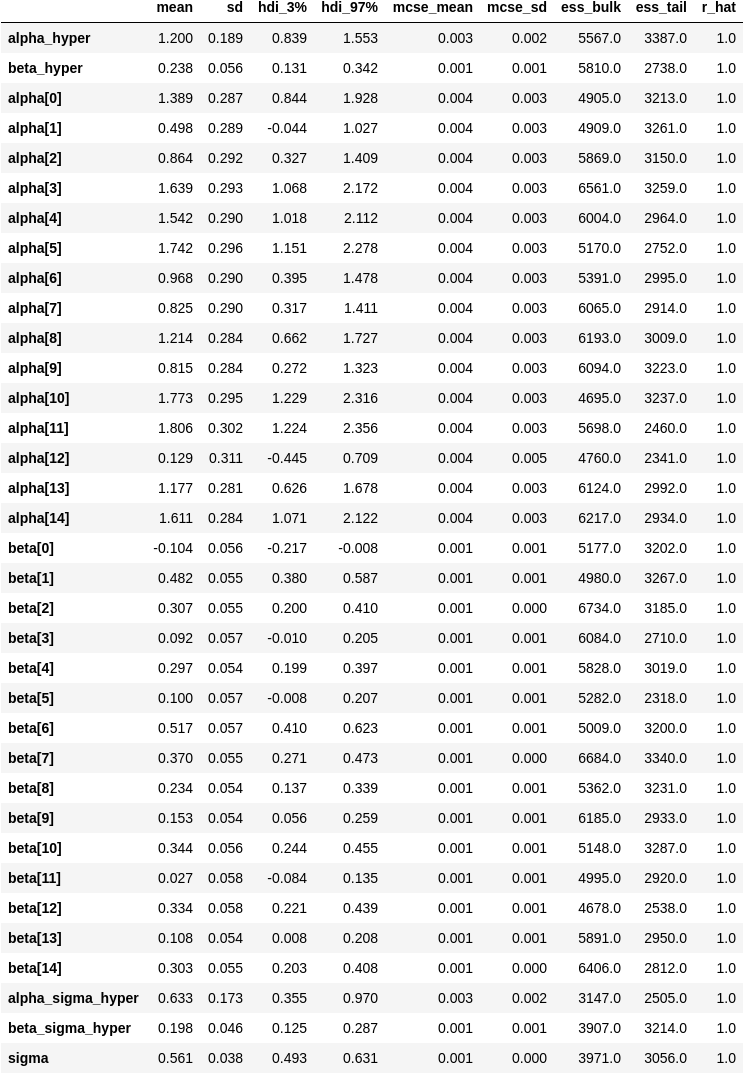 mean sd hdi_3% hdi_97% mcse_mean mcse_sd ess_bulk ess_tail r_hat
alpha_hyper 1.200 0.189 0.839 1.553 0.003 0.002 5567.0 3387.0 1.0
beta_hyper 0.238 0.056 0.131 0.342 0.001 0.001 5810.0 2738.0 1.0
alpha[0] 1.389 0.287 0.844 1.928 0.004 0.003 4905.0 3213.0 1.0
alpha[1] 0.498 0.289 -0.044 1.027 0.004 0.003 4909.0 3261.0 1.0
alpha[2] 0.864 0.292 0.327 1.409 0.004 0.003 5869.0 3150.0 1.0
alpha[3] 1.639 0.293 1.068 2.172 0.004 0.003 6561.0 3259.0 1.0
alpha[4] 1.542 0.290 1.018 2.112 0.004 0.003 6004.0 2964.0 1.0
alpha[5] 1.742 0.296 1.151 2.278 0.004 0.003 5170.0 2752.0 1.0
alpha[6] 0.968 0.290 0.395 1.478 0.004 0.003 5391.0 2995.0 1.0
alpha[7] 0.825 0.290 0.317 1.411 0.004 0.003 6065.0 2914.0 1.0
alpha[8] 1.214 0.284 0.662 1.727 0.004 0.003 6193.0 3009.0 1.0
alpha[9] 0.815 0.284 0.272 1.323 0.004 0.003 6094.0 3223.0 1.0
alpha[10] 1.773 0.295 1.229 2.316 0.004 0.003 4695.0 3237.0 1.0
alpha[11] 1.806 0.302 1.224 2.356 0.004 0.003 5698.0 2460.0 1.0
alpha[12] 0.129 0.311 -0.445 0.709 0.004 0.005 4760.0 2341.0 1.0
alpha[13] 1.177 0.281 0.626 1.678 0.004 0.003 6124.0 2992.0 1.0
alpha[14] 1.611 0.284 1.071 2.122 0.004 0.003 6217.0 2934.0 1.0
beta[0] -0.104 0.056 -0.217 -0.008 0.001 0.001 5177.0 3202.0 1.0
beta[1] 0.482 0.055 0.380 0.587 0.001 0.001 4980.0 3267.0 1.0
beta[2] 0.307 0.055 0.200 0.410 0.001 0.000 6734.0 3185.0 1.0
beta[3] 0.092 0.057 -0.010 0.205 0.001 0.001 6084.0 2710.0 1.0
beta[4] 0.297 0.054 0.199 0.397 0.001 0.001 5828.0 3019.0 1.0
beta[5] 0.100 0.057 -0.008 0.207 0.001 0.001 5282.0 2318.0 1.0
beta[6] 0.517 0.057 0.410 0.623 0.001 0.001 5009.0 3200.0 1.0
beta[7] 0.370 0.055 0.271 0.473 0.001 0.000 6684.0 3340.0 1.0
beta[8] 0.234 0.054 0.137 0.339 0.001 0.001 5362.0 3231.0 1.0
beta[9] 0.153 0.054 0.056 0.259 0.001 0.001 6185.0 2933.0 1.0
beta[10] 0.344 0.056 0.244 0.455 0.001 0.001 5148.0 3287.0 1.0
beta[11] 0.027 0.058 -0.084 0.135 0.001 0.001 4995.0 2920.0 1.0
beta[12] 0.334 0.058 0.221 0.439 0.001 0.001 4678.0 2538.0 1.0
beta[13] 0.108 0.054 0.008 0.208 0.001 0.001 5891.0 2950.0 1.0
beta[14] 0.303 0.055 0.203 0.408 0.001 0.000 6406.0 2812.0 1.0
alpha_sigma_hyper 0.633 0.173 0.355 0.970 0.003 0.002 3147.0 2505.0 1.0
beta_sigma_hyper 0.198 0.046 0.125 0.287 0.001 0.001 3907.0 3214.0 1.0
sigma 0.561 0.038 0.493 0.631 0.001 0.000 3971.0 3056.0 1.0